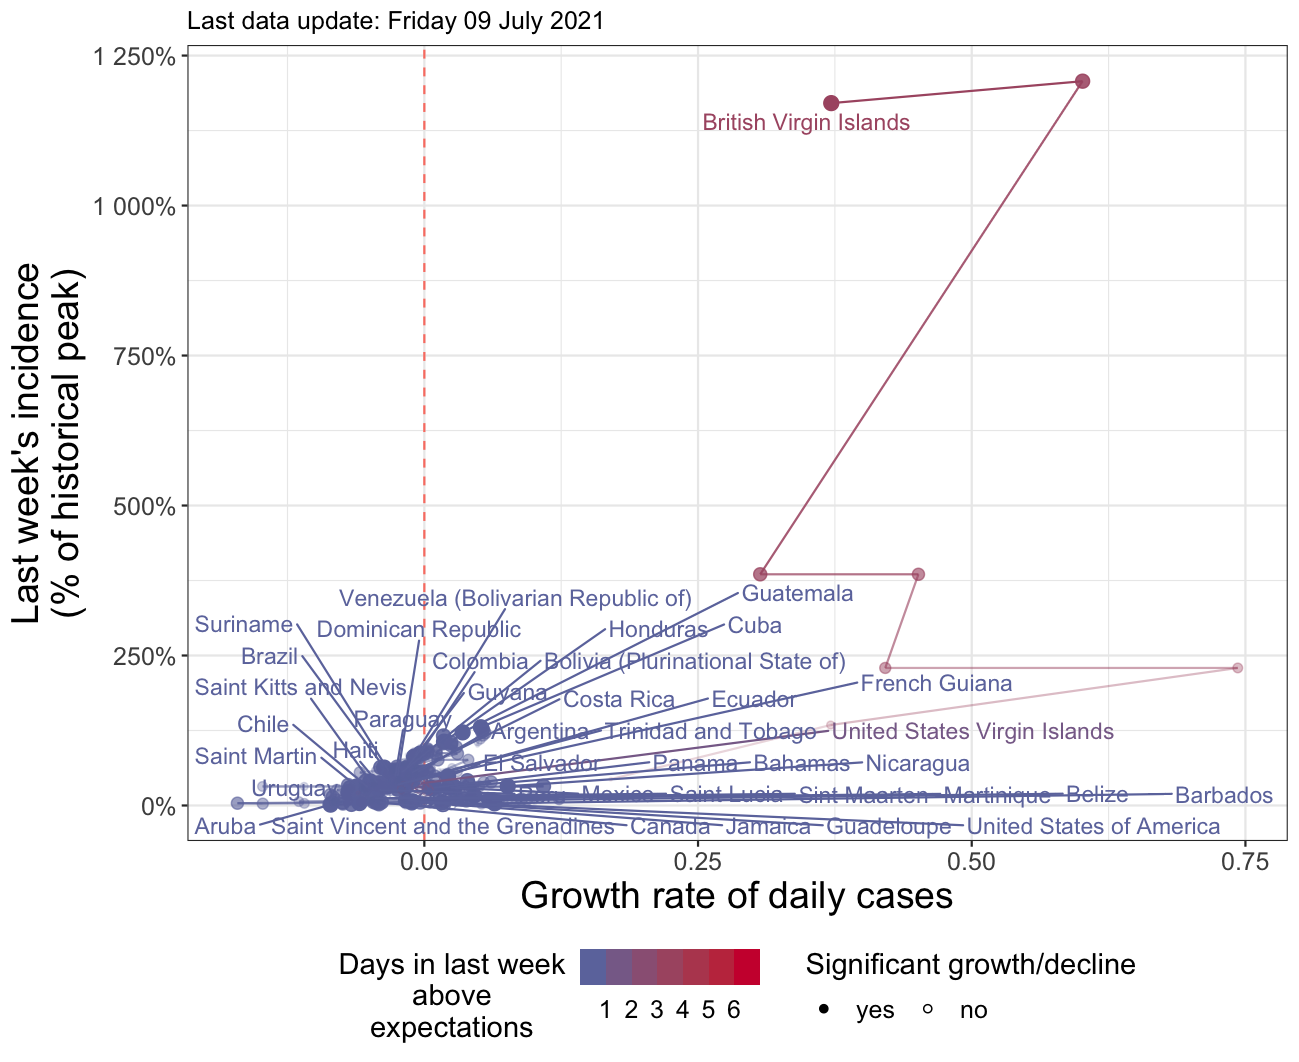 Last data update: Friday 09 July 2021
1 250%
1 000%
750%
500%
250%
0%
Last week's incidence
(% of historical peak)
British Virgin Islands
Venezuela (Bolivarian Republic of)
Guatemala
Suriname
Dominican Republic
Honduras
Cuba
Brazil
Colombia
Bolivia (Plurinational State of)
Saint Kitts and Nevis
Guyana
Costa Rica
Ecuador
French Guiana
Chile
Paraguay
Argentina
Trinidad and Tobago
United States Virgin Islands
Saint Martin
Haiti
El Salvador
Panama
Bahamas
Nicaragua
Uruguay
Mexico
Saint Lucia
Sint Maarten
Martinique
Belize
Barbados
Aruba
Saint Vincent and the Grenadines
Canada
Jamaica
Guadeloupe
United States of America
0.00
0.25
0.50
0.75
Growth rate of daily cases
Days in last week
above
expectations
1 2 3 4 5 6
Significant growth/decline
yes
no